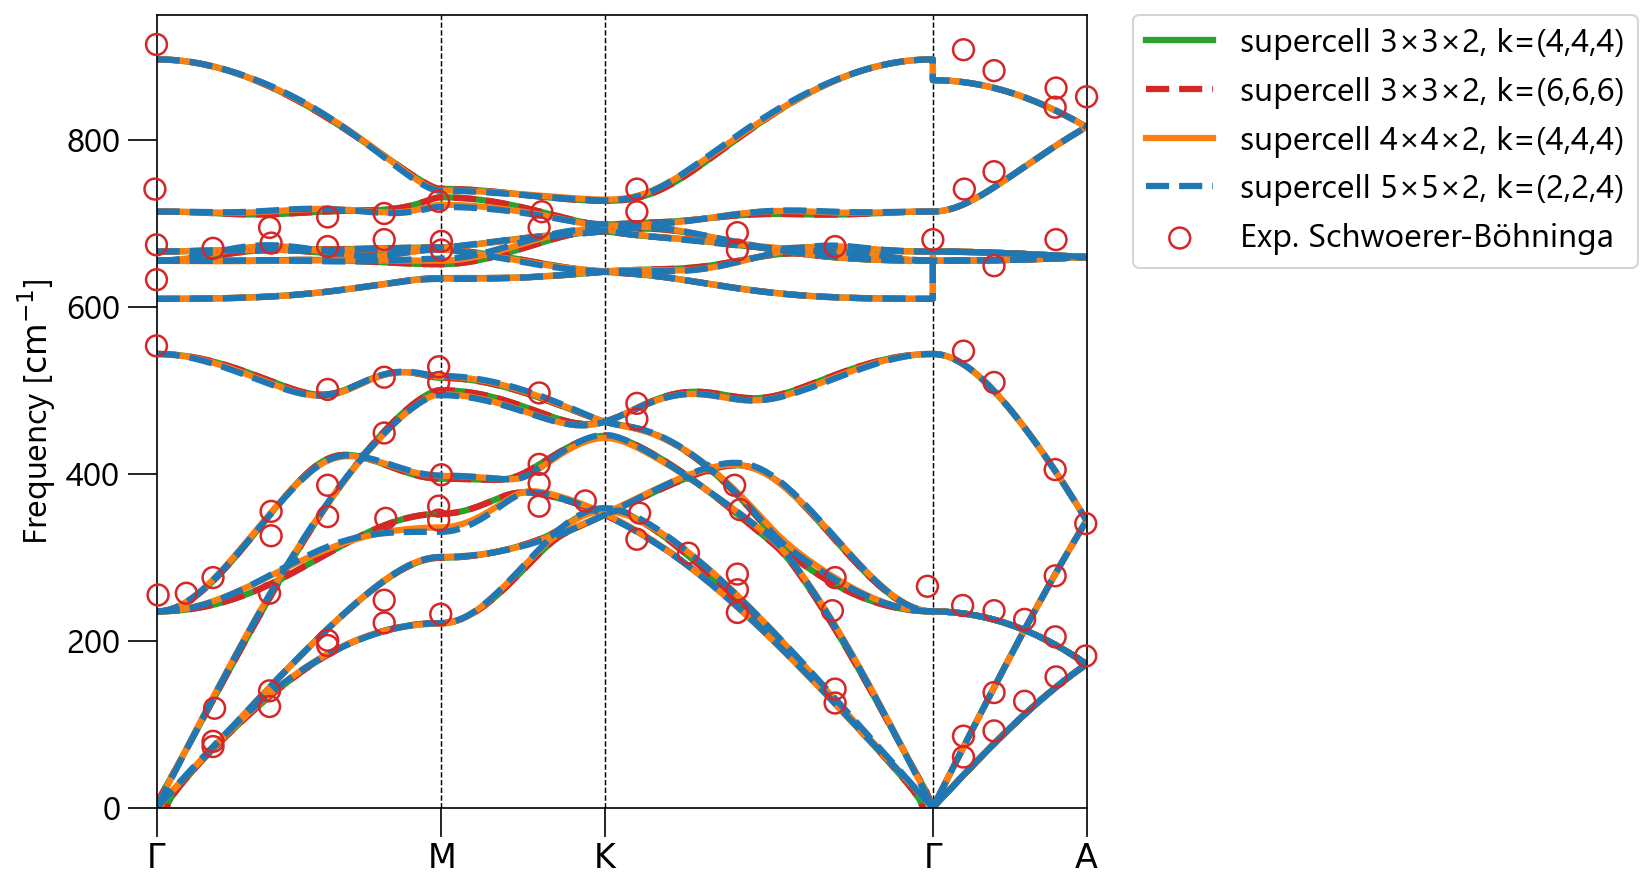 supercell 3×3×2, k=(4,4,4)
supercell 3×3×2, k=(6,6,6)
supercell 4×4×2, k=(4,4,4)
supercell 5×5×2, k=(2,2,4)
Exp. Schwoerer-Böhninga
Frequency [cm⁻¹]
800
600
400
200
0
Γ M K Γ A